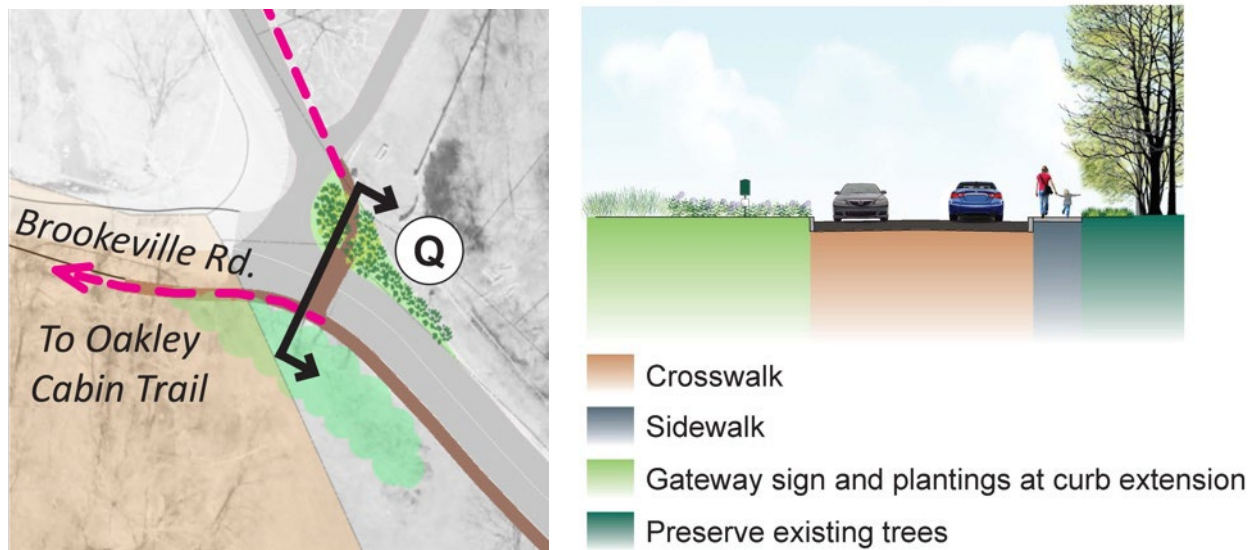 Brookeville Rd.
To Oakley
Cabin Trail
Q
Crosswalk
Sidewalk
Gateway sign and plantings at curb extension
Preserve existing trees